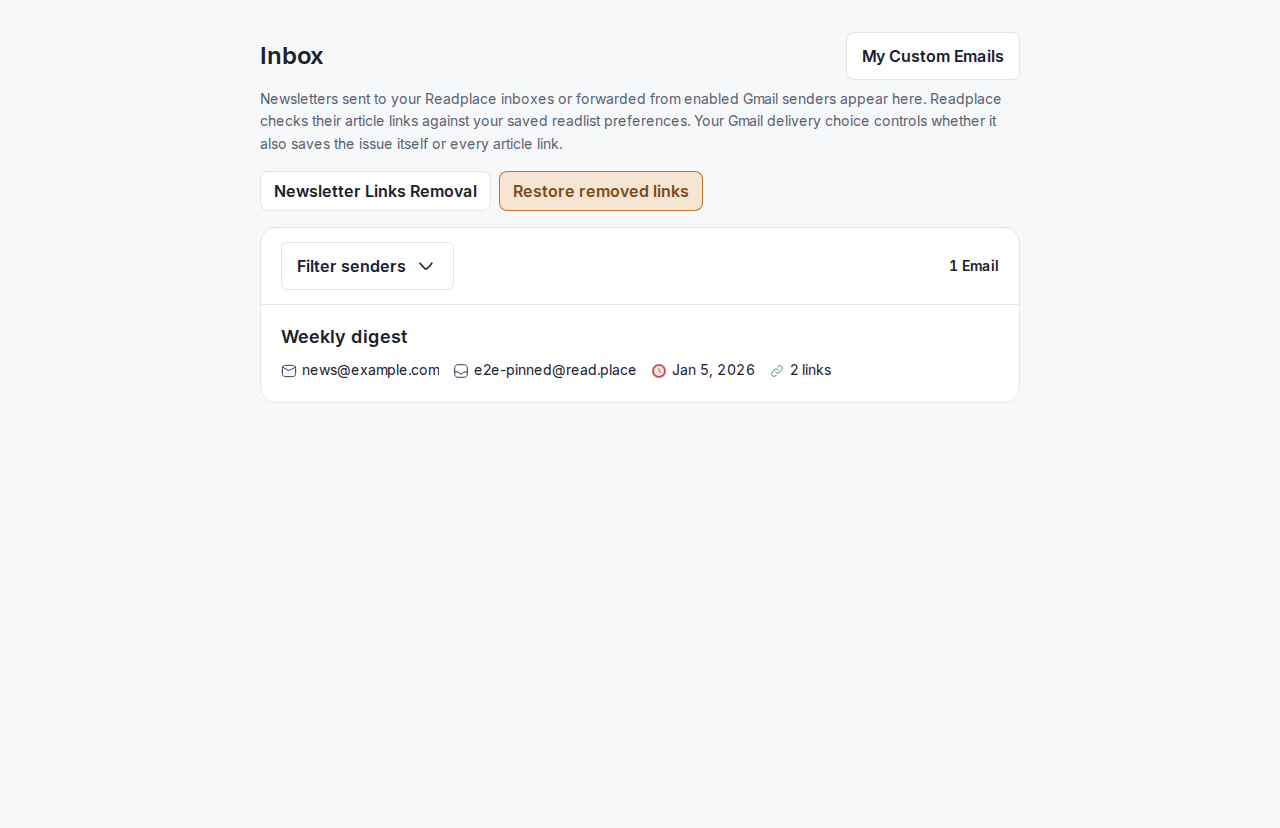 Inbox
My Custom Emails
Newsletters sent to your Readplace inboxes or forwarded from enabled Gmail senders appear here. Readplace
checks their article links against your saved readlist preferences. Your Gmail delivery choice controls whether it
also saves the issue itself or every article link.
Newsletter Links Removal
Restore removed links
Filter senders
1 Email
Weekly digest
news@example.com e2e-pinned@read.place Jan 5, 2026 2 links